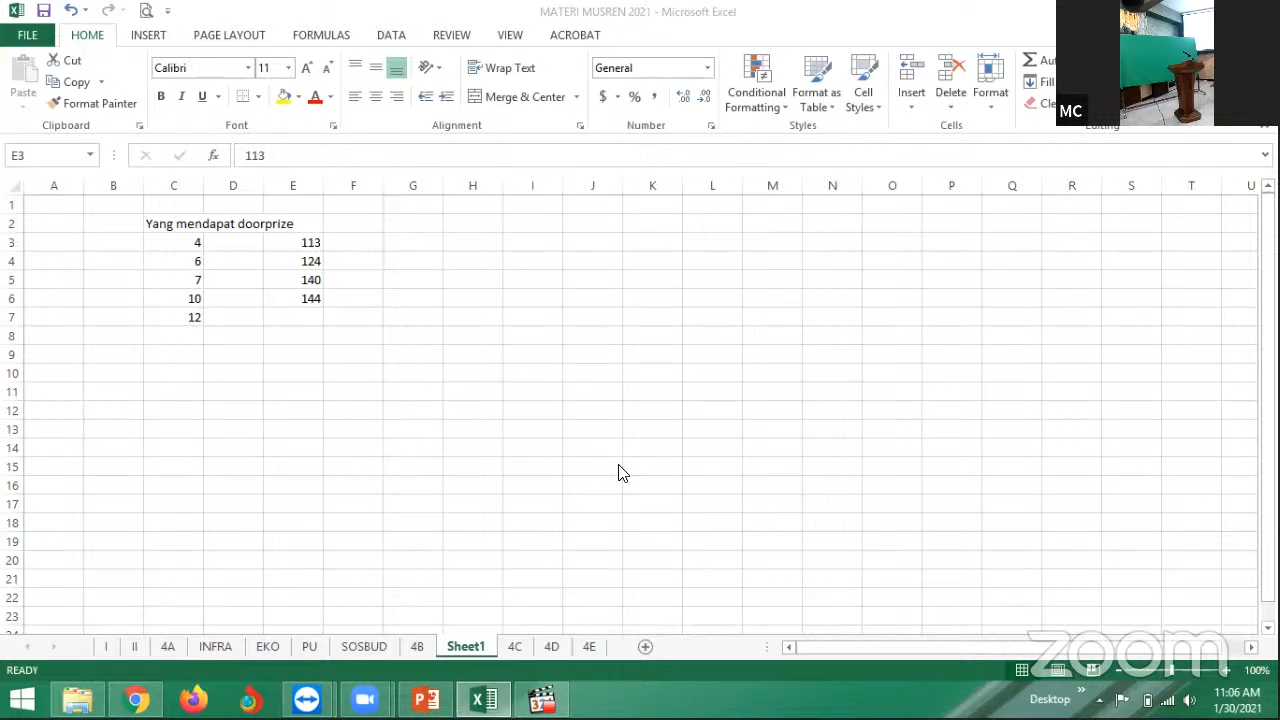 MATERI MUSREN 2021 - Microsoft Excel
FILE HOME INSERT PAGE LAYOUT FORMULAS DATA REVIEW VIEW ACROBAT
Cut
Copy
Format Painter
Paste
Calibri 11
B I U
Wrap Text
Merge & Center
General
$ % ,
Conditional Formatting
Format as Table
Cell Styles
Insert Delete Format
Fill
Clipboard Font Alignment Number Styles Cells
MC
E3 fx 113
A B C D E F G H I J K L M N O P Q R S T U
1
2 Yang mendapat doorprize
3 4 113
4 6 124
5 7 140
6 10 144
7 12
8
9
10
11
12
13
14
15
16
17
18
19
20
21
22
23
I II 4A INFRA EKO PU SOSBUD 4B Sheet1 4C 4D 4E
zoom
READY 100%
Desktop 11:06 AM
1/30/2021